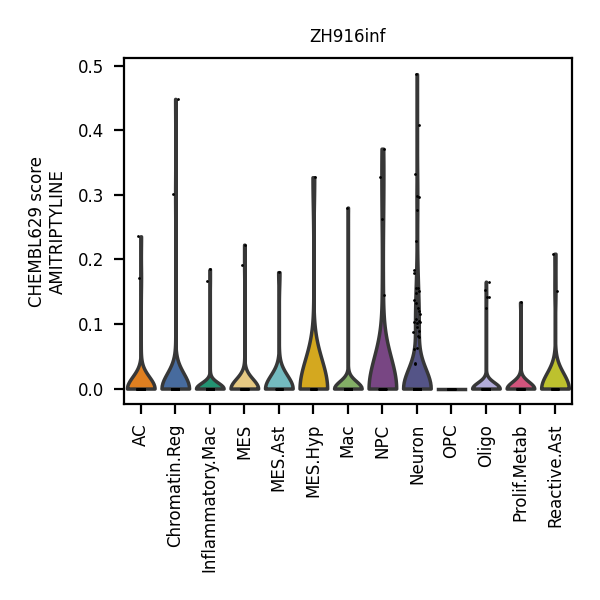 ZH916inf
CHEMBL629 score
AMITRIPTYLINE
0.5
0.4
0.3
0.2
0.1
0.0
AC
Chromatin.Reg
Inflammatory.Mac
MES
MES.Ast
MES.Hyp
Mac
NPC
Neuron
OPC
Oligo
Prolif.Metab
Reactive.Ast